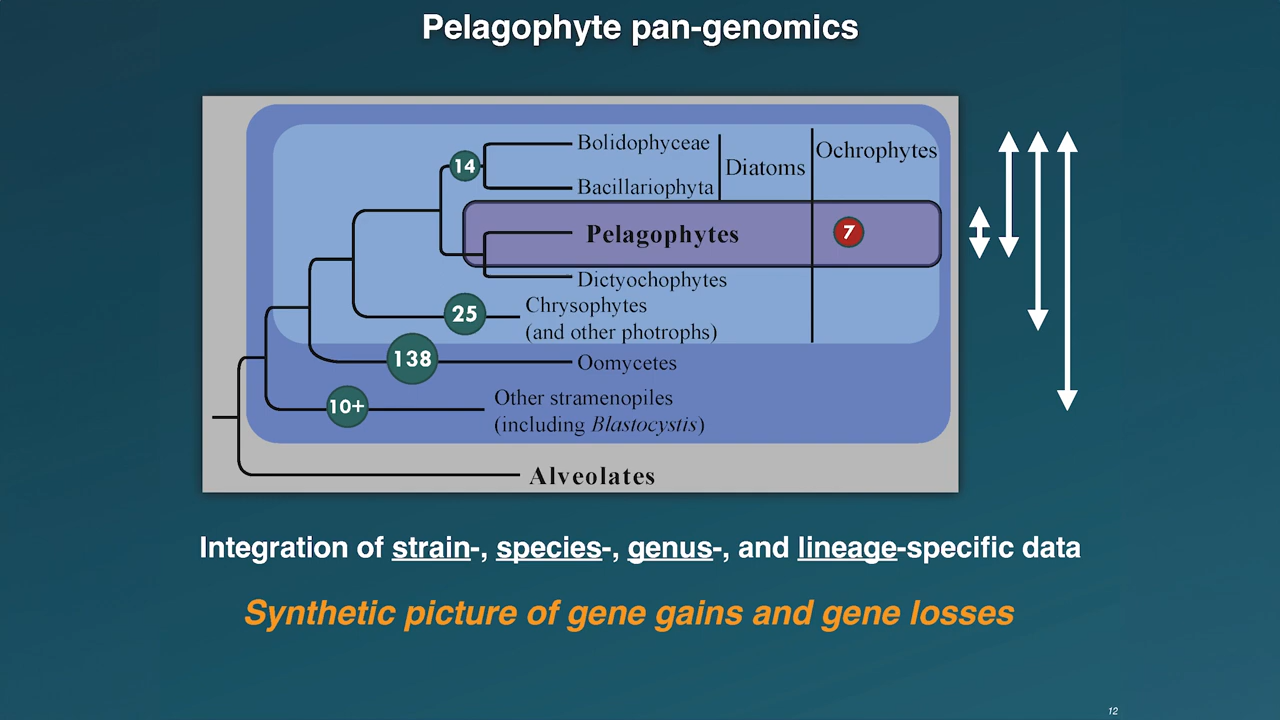 Pelagophyte pan-genomics
Bolidophyceae
14
Diatoms
Ochrophytes
Bacillariophyta
Pelagophytes
7
Dictyochophytes
25
Chrysophytes
(and other photrophs)
138
Oomycetes
10+
Other stramenopiles
(including Blastocystis)
Alveolates
Integration of strain-, species-, genus-, and lineage-specific data
Synthetic picture of gene gains and gene losses
12